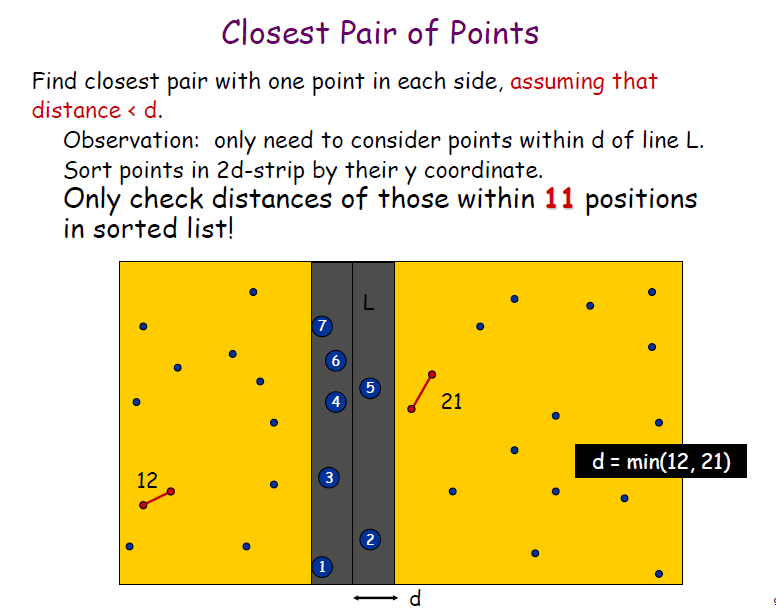 Closest Pair of Points
Find closest pair with one point in each side, assuming that
distance < d.
Observation: only need to consider points within d of line L.
Sort points in 2d-strip by their y coordinate.
Only check distances of those within 11 positions
in sorted list!
L
7
6
5
4
21
d = min(12, 21)
12
3
2
1
d